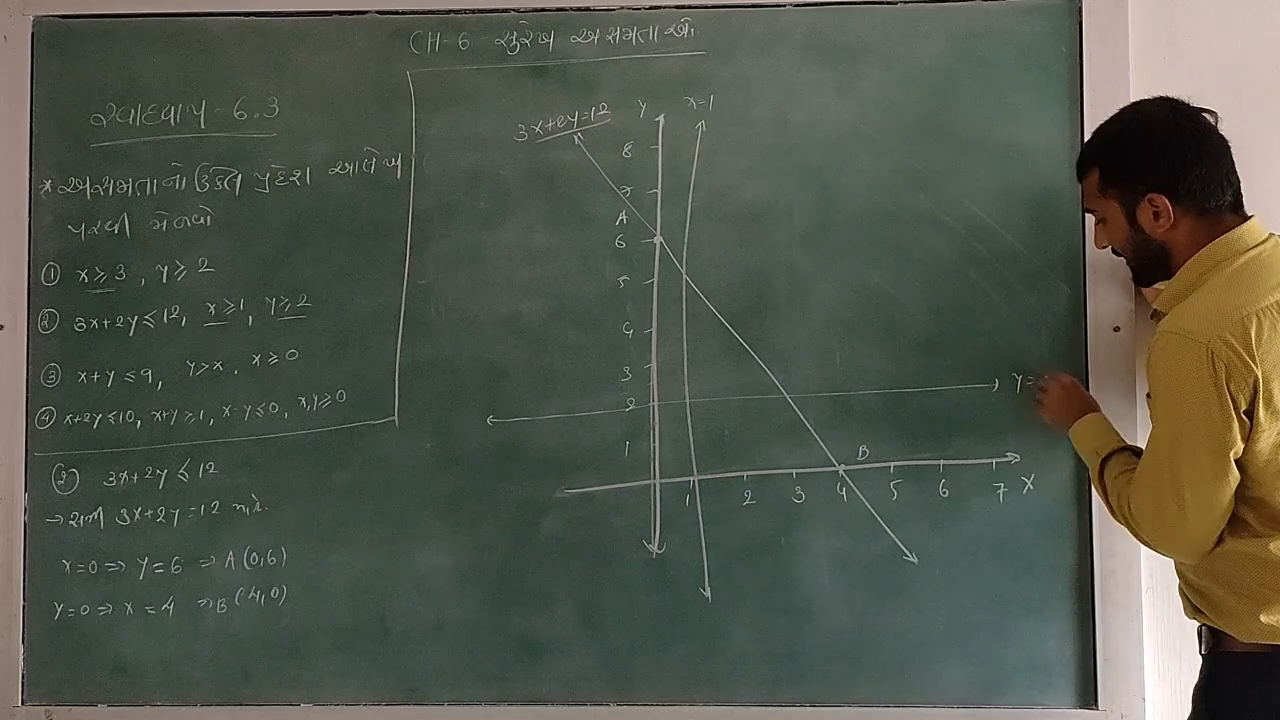 CH-6 સુરેખ અસમતાઓ
સ્વાધ્યાય-6.3
* અસમતાનો ઉકેલ પ્રદેશ આલેખ
પરથી મેળવો
① x ≥ 3 , y ≥ 2
② 3x+2y ≤ 12, x ≥ 1, y ≥ 2
③ x+y ≤ 9, y > x, x ≥ 0
④ x+2y ≤ 10, x+y ≥ 1, x-y ≤ 0, x,y ≥ 0
② 3x+2y ≤ 12
→ 3x+2y = 12
x=0 ⇒ y=6 ⇒ A(0,6)
y=0 ⇒ x=4 ⇒ B(4,0)
3x+2y=12
y
x=1
8
7
A
6
5
4
3
2
1
y=
B
1 2 3 4 5 6 7 X